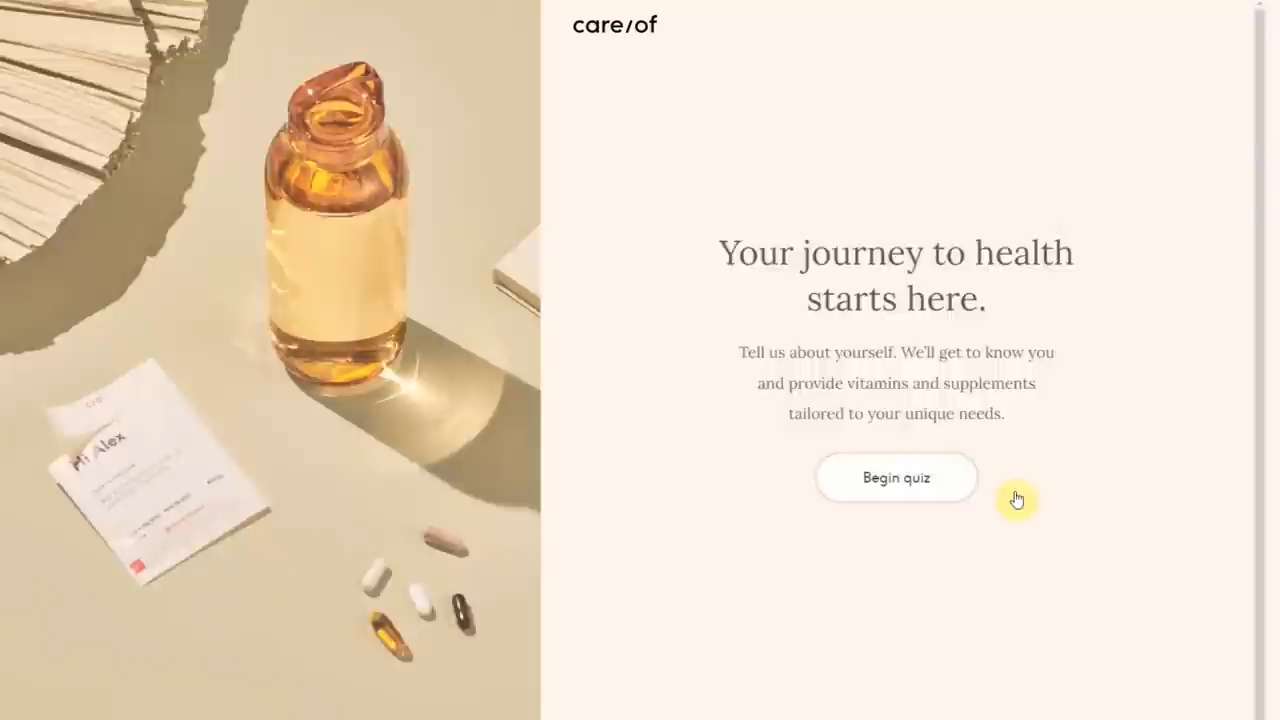 care/of
Your journey to health
starts here.
Tell us about yourself. We'll get to know you
and provide vitamins and supplements
tailored to your unique needs.
Begin quiz
c/o
Hi Alex